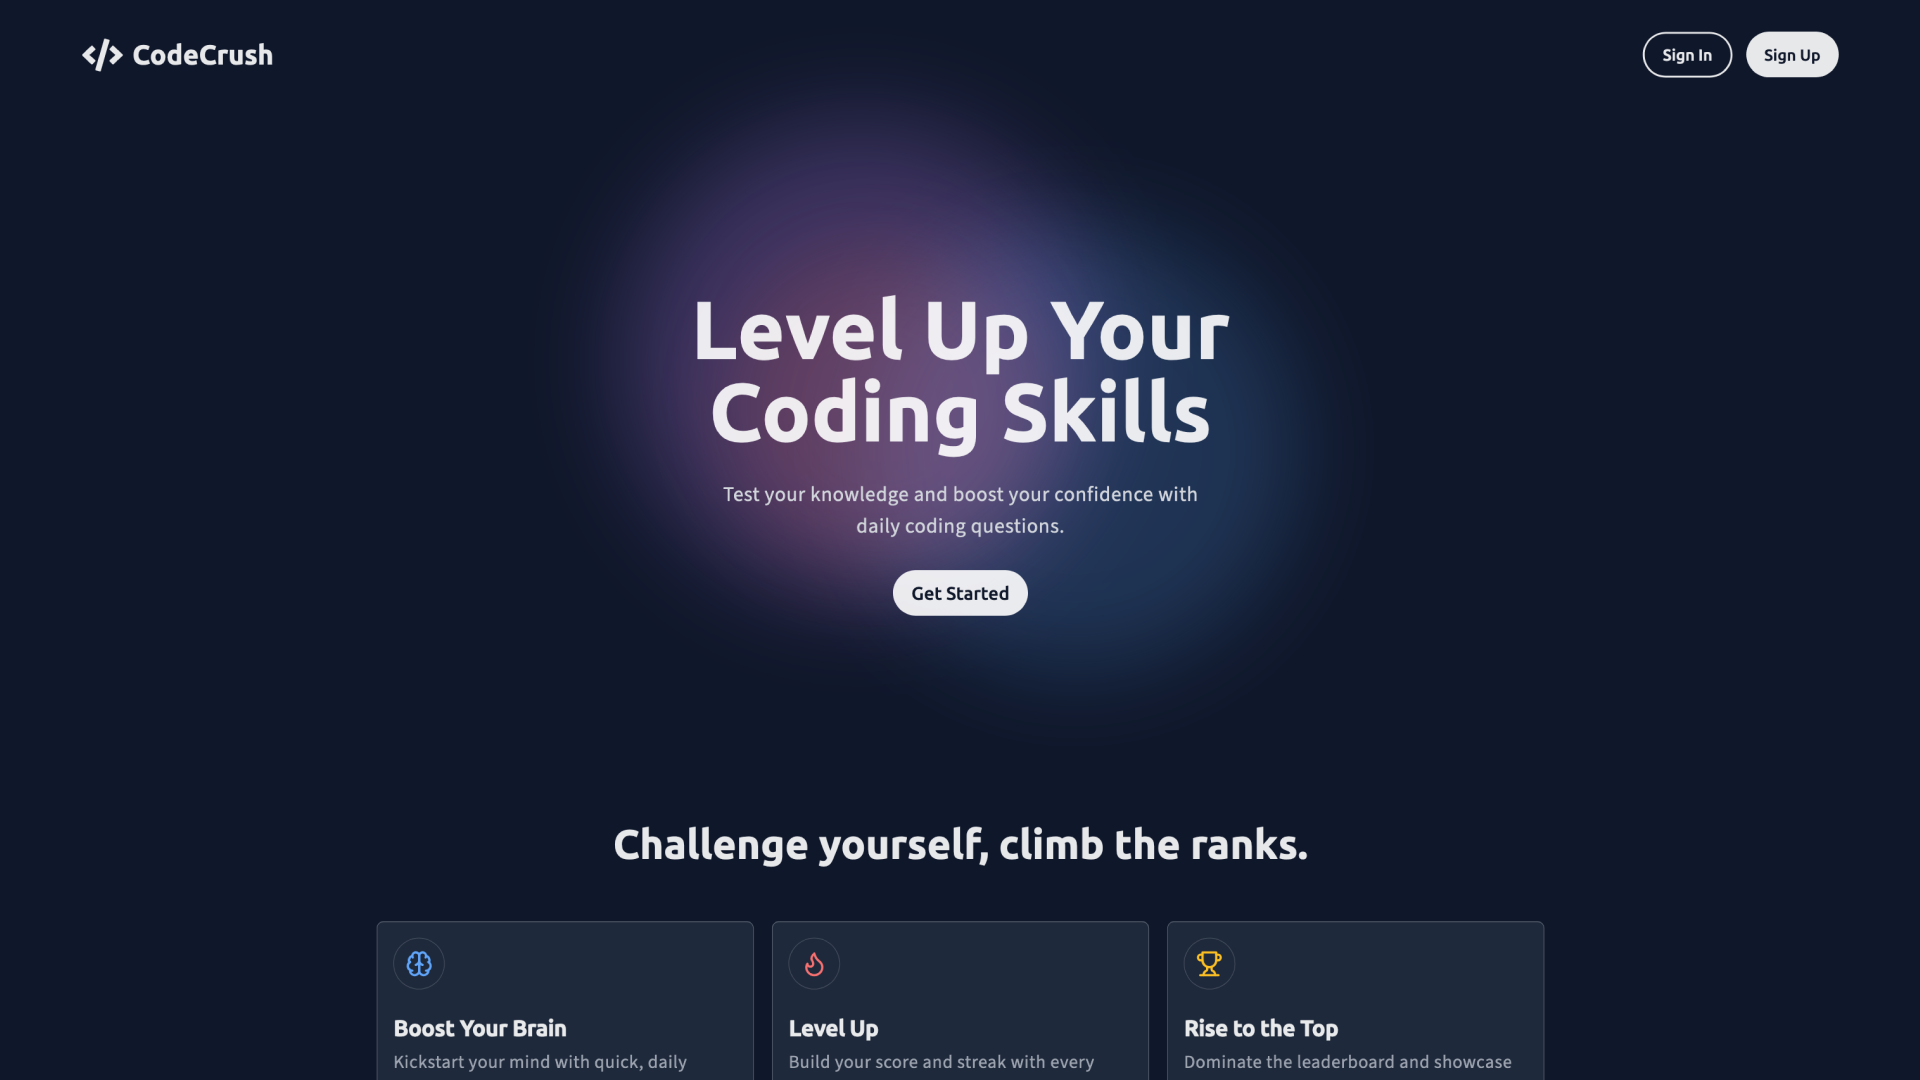 CodeCrush
Sign In
Sign Up
Level Up Your
Coding Skills
Test your knowledge and boost your confidence with
daily coding questions.
Get Started
Challenge yourself, climb the ranks.
Boost Your Brain
Kickstart your mind with quick, daily
Level Up
Build your score and streak with every
Rise to the Top
Dominate the leaderboard and showcase